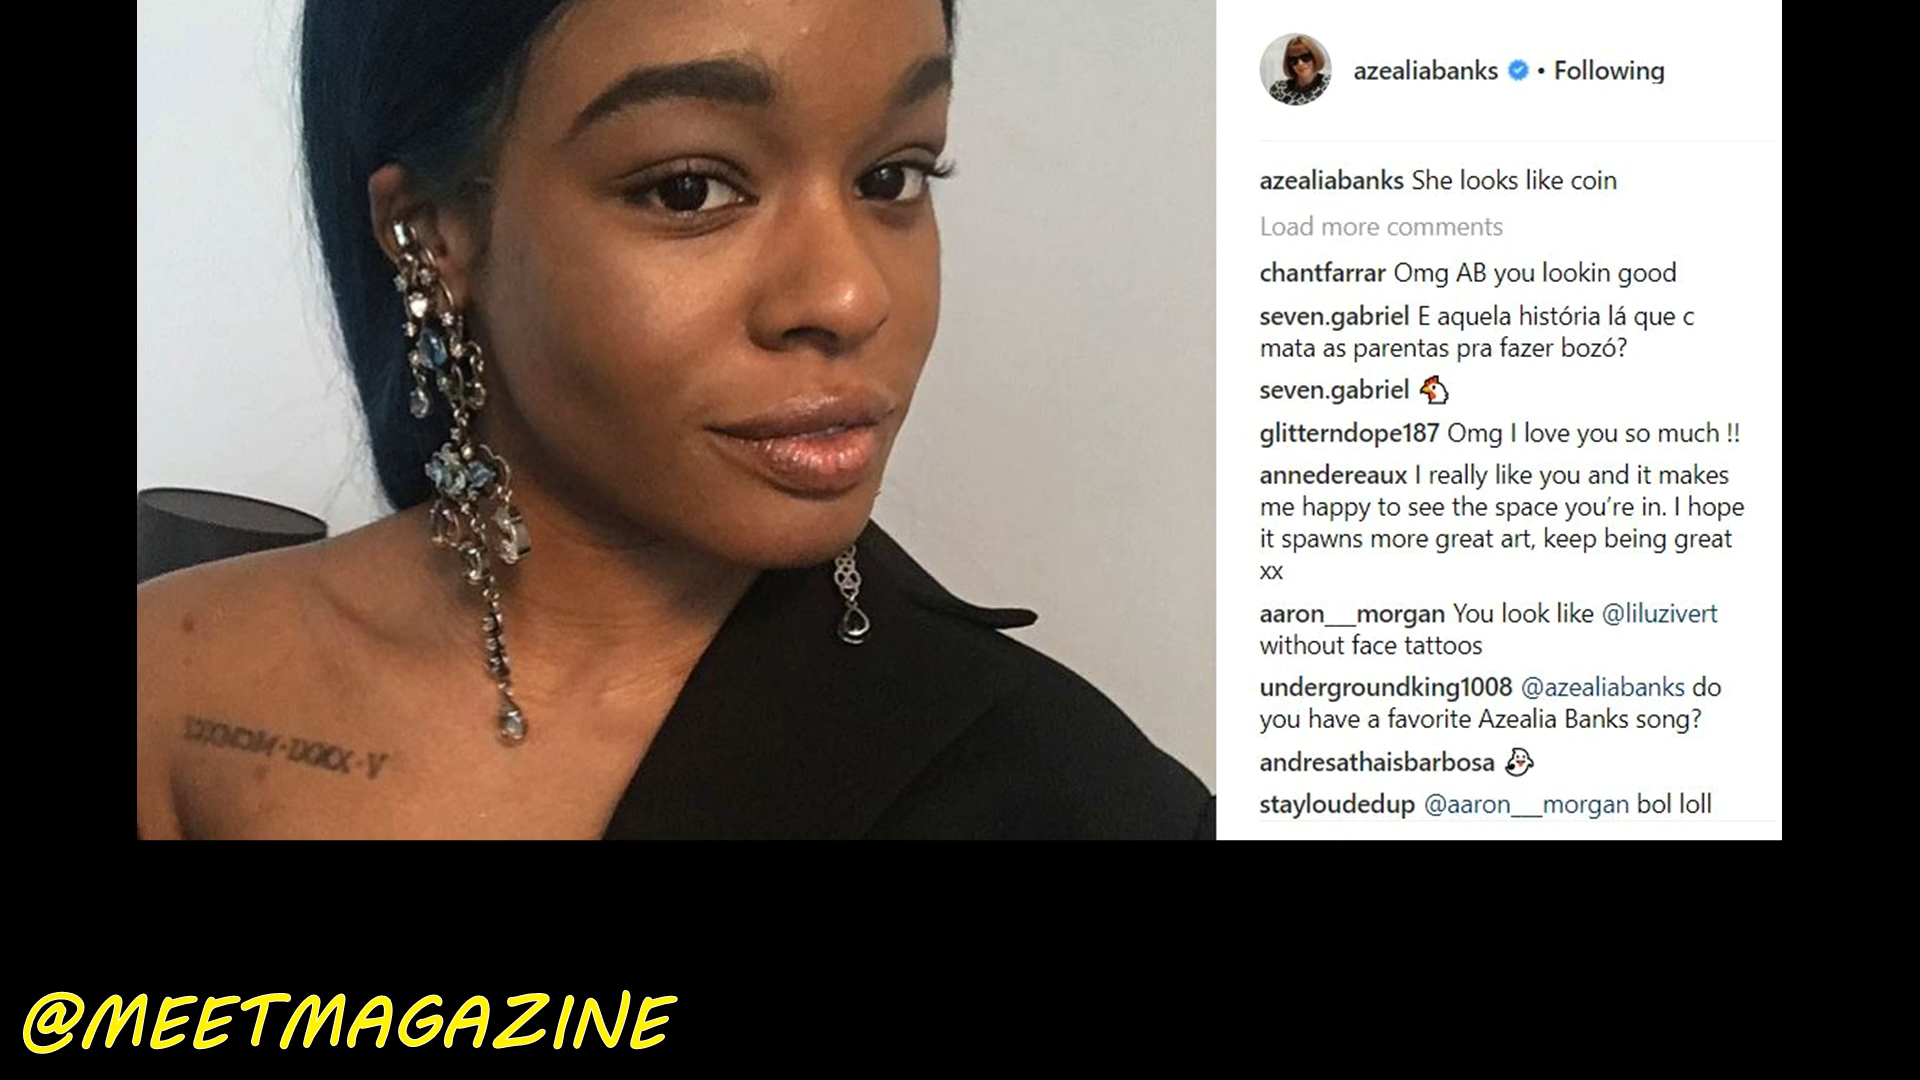 azealiabanks • Following
azealiabanks She looks like coin
Load more comments
chantfarrar Omg AB you lookin good
seven.gabriel E aquela história lá que c
mata as parentas pra fazer bozó?
seven.gabriel 🐔
glitterndope187 Omg I love you so much !!
annedereaux I really like you and it makes
me happy to see the space you’re in. I hope
it spawns more great art, keep being great
xx
aaron___morgan You look like @liluzivert
without face tattoos
undergroundking1008 @azealiabanks do
you have a favorite Azealia Banks song?
andresathaisbarbosa 👻
stayloudedup @aaron___morgan bol loll
@MEETMAGAZINE